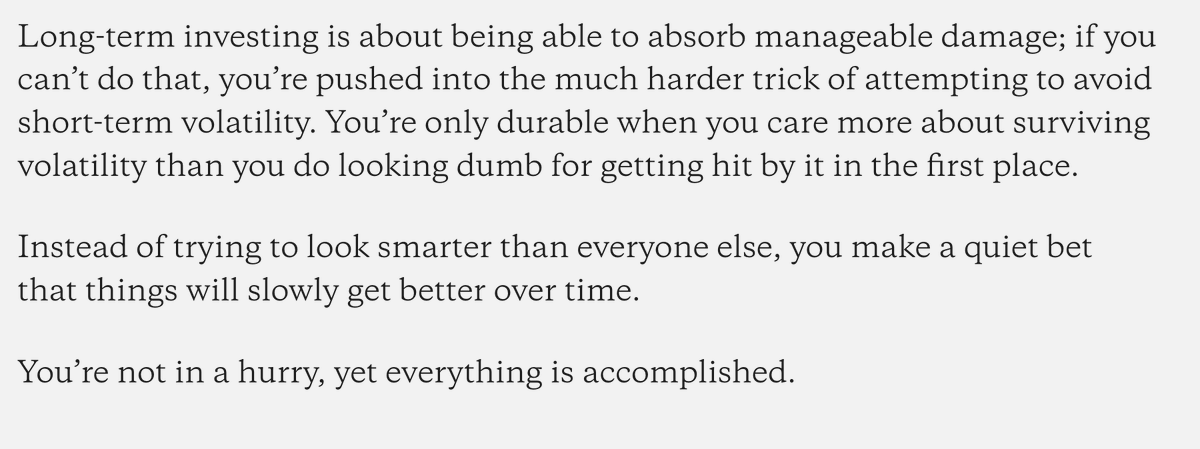 Long-term investing is about being able to absorb manageable damage; if you
can’t do that, you’re pushed into the much harder trick of attempting to avoid
short-term volatility. You’re only durable when you care more about surviving
volatility than you do looking dumb for getting hit by it in the first place.
Instead of trying to look smarter than everyone else, you make a quiet bet
that things will slowly get better over time.
You’re not in a hurry, yet everything is accomplished.